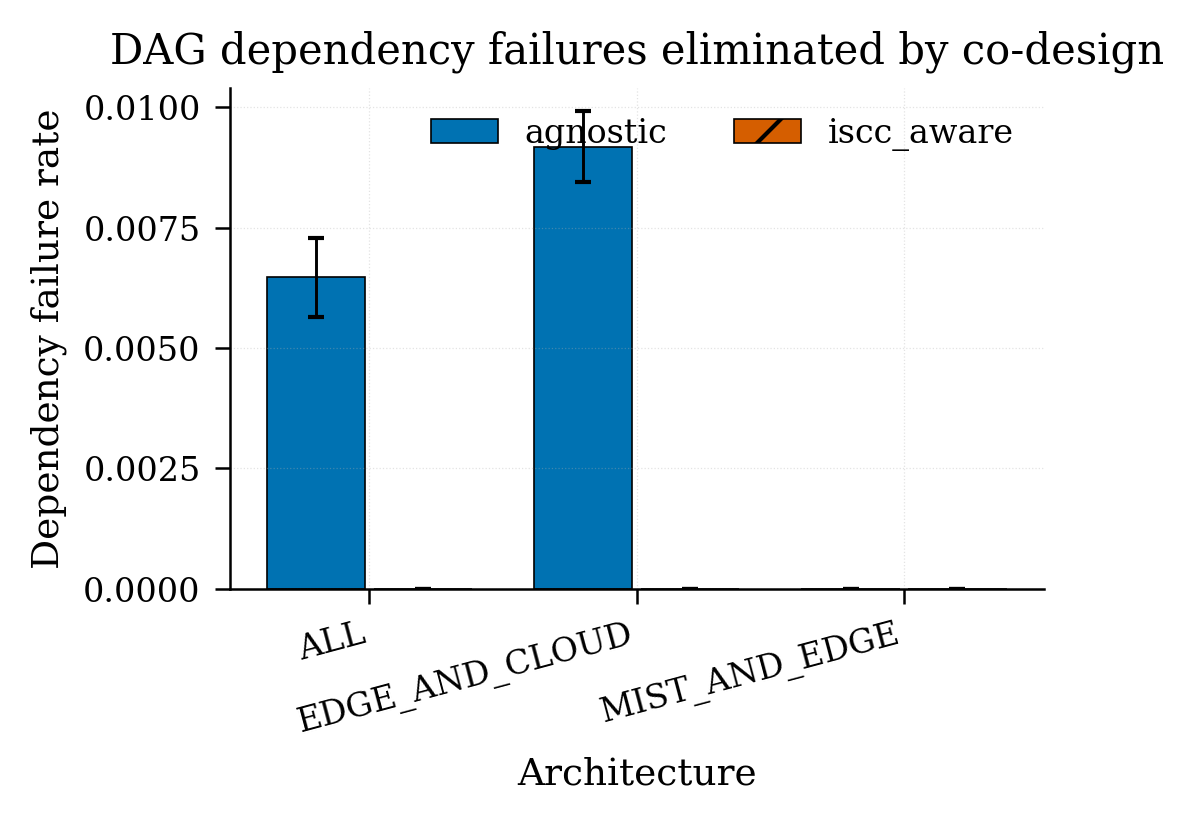 DAG dependency failures eliminated by co-design
agnostic
iscc_aware
Dependency failure rate
0.0100
0.0075
0.0050
0.0025
0.0000
ALL
EDGE_AND_CLOUD
MIST_AND_EDGE
Architecture